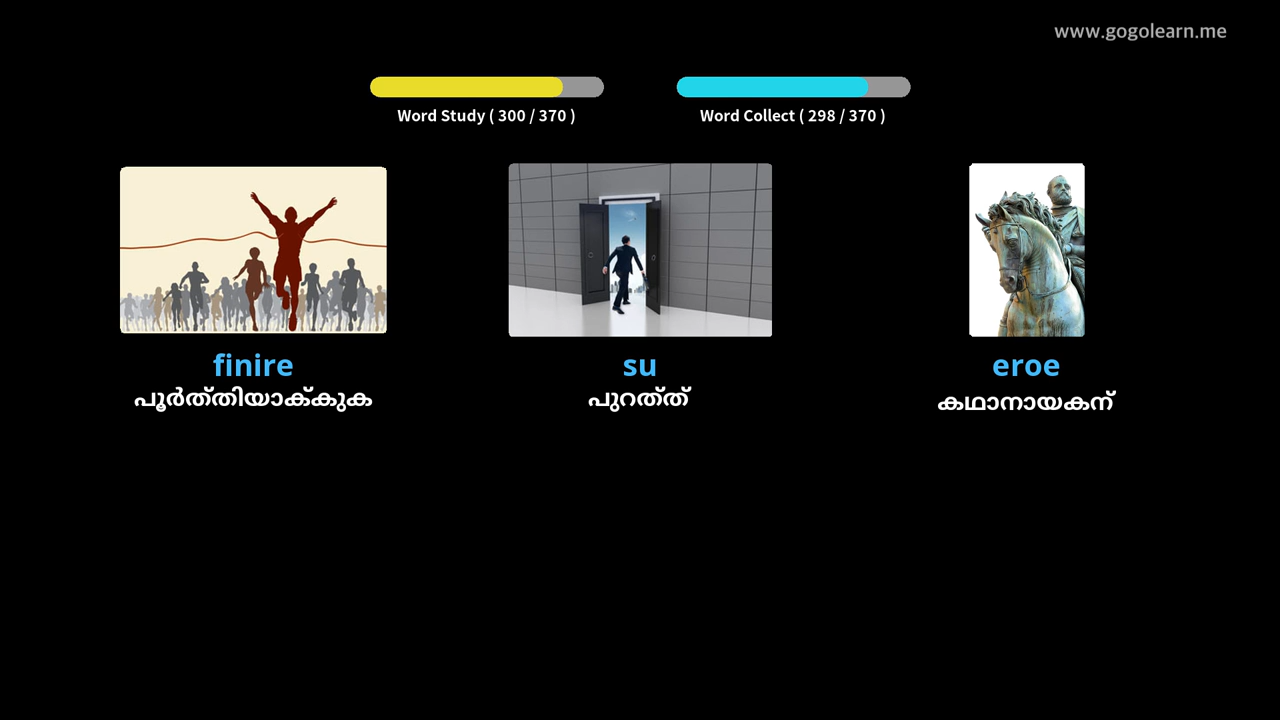 www.gogolearn.me
Word Study ( 300 / 370 )
Word Collect ( 298 / 370 )
finire
പൂർത്തിയാക്കുക
su
പുറത്ത്
eroe
കഥാനായകന്